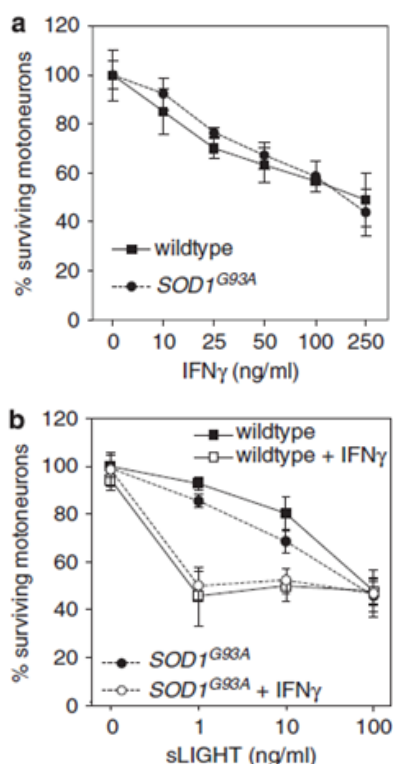 a
120
100
80
60
40
20
0
% surviving motoneurons
wildtype
SOD1G93A
0 10 25 50 100 250
IFNγ (ng/ml)
b
120
100
80
60
40
20
0
% surviving motoneurons
wildtype
wildtype + IFNγ
SOD1G93A
SOD1G93A + IFNγ
0 1 10 100
sLIGHT (ng/ml)